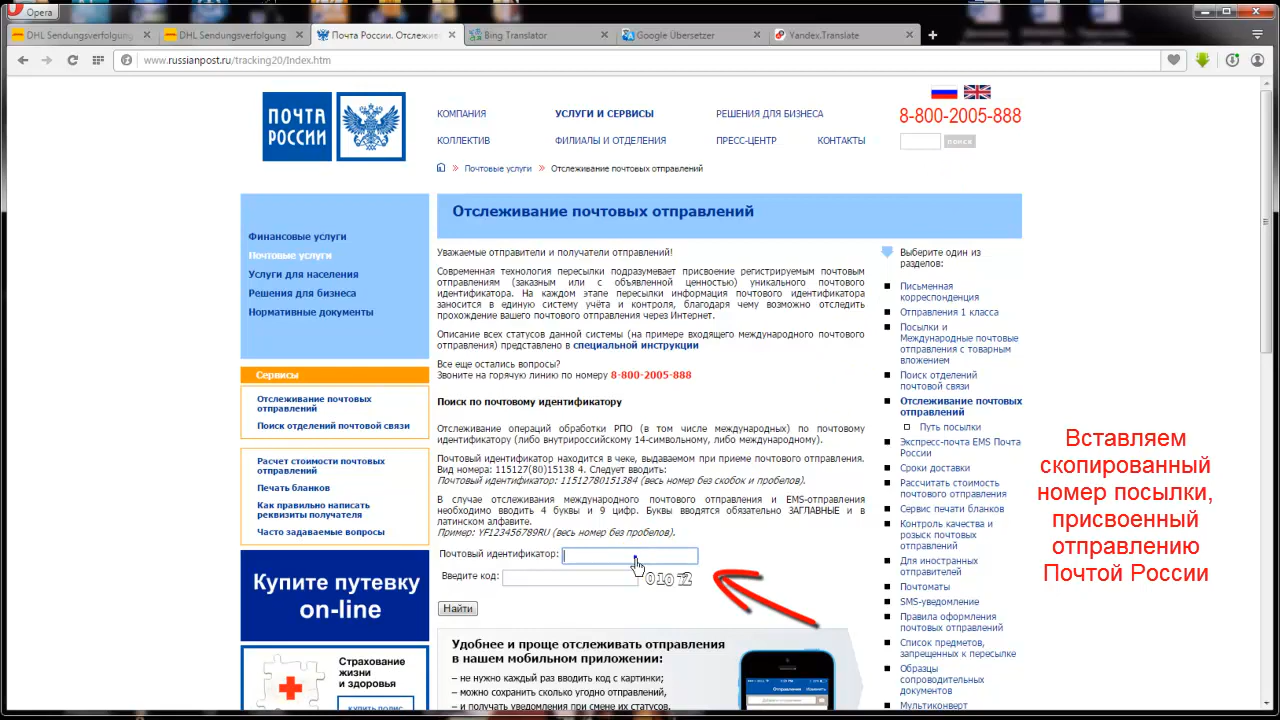 Opera
DHL Sendungsverfolgung
DHL Sendungsverfolgung
Почта России. Отслежив
Bing Translator
Google Übersetzer
Yandex.Translate
www.russianpost.ru/tracking20/Index.htm
ПОЧТА РОССИИ
КОМПАНИЯ
УСЛУГИ И СЕРВИСЫ
РЕШЕНИЯ ДЛЯ БИЗНЕСА
8-800-2005-888
КОЛЛЕКТИВ
ФИЛИАЛЫ И ОТДЕЛЕНИЯ
ПРЕСС-ЦЕНТР
КОНТАКТЫ
поиск
Почтовые услуги
Отслеживание почтовых отправлений
Финансовые услуги
Почтовые услуги
Услуги для населения
Решения для бизнеса
Нормативные документы
Сервисы
Отслеживание почтовых
отправлений
Поиск отделений почтовой связи
Расчет стоимости почтовых
отправлений
Печать бланков
Как правильно написать
реквизиты получателя
Часто задаваемые вопросы
Купите путевку
on-line
Страхование
жизни
и здоровья
КУПИТЬ ПОЛИС
Отслеживание почтовых отправлений
Уважаемые отправители и получатели отправлений!
Современная технология пересылки подразумевает присвоение регистрируемым почтовым
отправлениям (заказным или с объявленной ценностью) уникального почтового
идентификатора. На каждом этапе пересылки информация почтового идентификатора
заносится в единую систему учёта и контроля, благодаря чему возможно отследить
прохождение вашего почтового отправления через Интернет.
Описание всех статусов данной системы (на примере входящего международного почтового
отправления) представлено в специальной инструкции
Все еще остались вопросы?
Звоните на горячую линию по номеру 8-800-2005-888
Поиск по почтовому идентификатору
Отслеживание операций обработки РПО (в том числе международных) по почтовому
идентификатору (либо внутрироссийскому 14-символьному, либо международному).
Почтовый идентификатор находится в чеке, выдаваемом при приеме почтового отправления.
Вид номера: 115127(80)15138 4. Следует вводить:
Почтовый идентификатор: 11512780151384 (весь номер без скобок и пробелов).
В случае отслеживания международного почтового отправления и EMS-отправления
необходимо вводить 4 буквы и 9 цифр. Буквы вводятся обязательно ЗАГЛАВНЫЕ и в
латинском алфавите.
Пример: YF123456789RU (весь номер без пробелов).
Почтовый идентификатор:
Введите код:
Найти
Удобнее и проще отслеживать отправления
в нашем мобильном приложении:
– не нужно каждый раз вводить код с картинки;
– можно сохранить сколько угодно отправлений,
– и получать уведомления при смене их статусов.
Выберите один из
разделов:
Письменная
корреспонденция
Отправления 1 класса
Посылки и
Международные почтовые
отправления с товарным
вложением
Поиск отделений
почтовой связи
Отслеживание почтовых
отправлений
Путь посылки
Экспресс-почта EMS Почта
России
Сроки доставки
Рассчитать стоимость
почтового отправления
Сервис печати бланков
Контроль качества и
розыск почтовых
отправлений
Для иностранных
отправителей
Почтоматы
SMS-уведомление
Правила оформления
почтовых отправлений
Список предметов,
запрещенных к пересылке
Образцы
сопроводительных
документов
Мультиконверт
Вставляем
скопированный
номер посылки,
присвоенный
отправлению
Почтой России